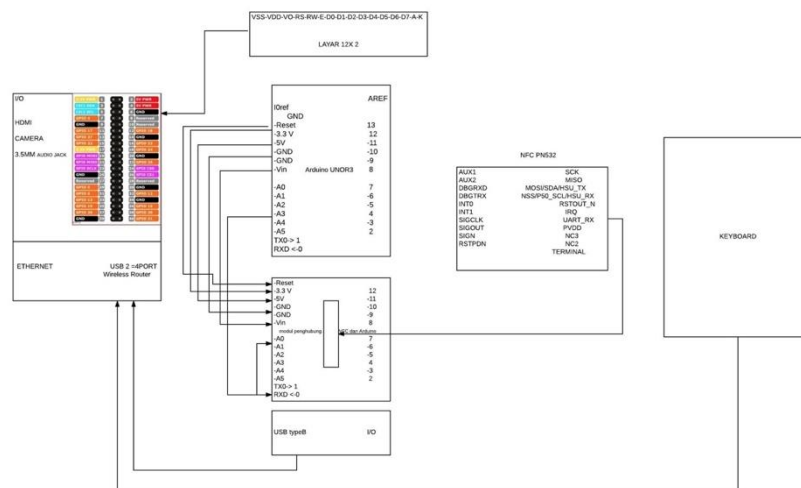 VSS-VDD-VO-RS-RW-E-D0-D1-D2-D3-D4-D5-D6-D7-A-K
LAYAR 12X 2
I/O
HDMI
CAMERA
3.5MM AUDIO JACK
5V PWR
5V PWR
GND
ETHERNET
USB 2 =4PORT
Wireless Router
AREF
I0ref
GND
-Reset 13
-3.3 V 12
-5V -11
-GND -10
-GND -9
-Vin Arduino UNOR3 8
-A0 7
-A1 -6
-A2 -5
-A3 4
-A4 -3
-A5 2
TX0-> 1
RXD <-0
-Reset
-3.3 V 12
-5V -11
-GND -10
-GND -9
-Vin 8
modul penghubung NFC dan Arduino
-A0 7
-A1 -6
-A2 -5
-A3 4
-A4 -3
-A5 2
TX0-> 1
RXD <-0
USB typeB I/O
NFC PN532
AUX1 SCK
AUX2 MISO
DBGRXD MOSI/SDA/HSU_TX
DBGTRX NSS/P50_SCL/HSU_RX
INT0 RSTOUT_N
INT1 IRQ
SIGCLK UART_RX
SIGOUT PVDD
SIGN NC3
RSTPDN NC2
TERMINAL
KEYBOARD